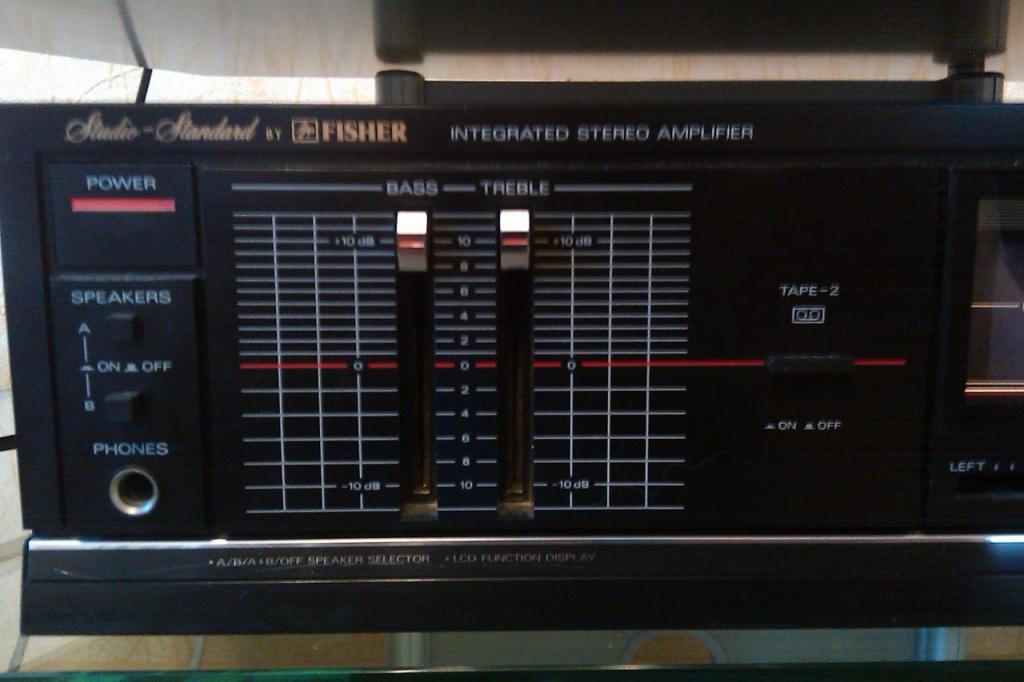 Studio-Standard BY FISHER INTEGRATED STEREO AMPLIFIER
POWER
BASS TREBLE
+10 dB 10 +10 dB
8
6
4
2
0 0 0
2
4
6
8
-10 dB 10 -10 dB
SPEAKERS
A
ON OFF
B
PHONES
TAPE-2
ON OFF
LEFT
• A/B/A+B/OFF SPEAKER SELECTOR • LCD FUNCTION DISPLAY